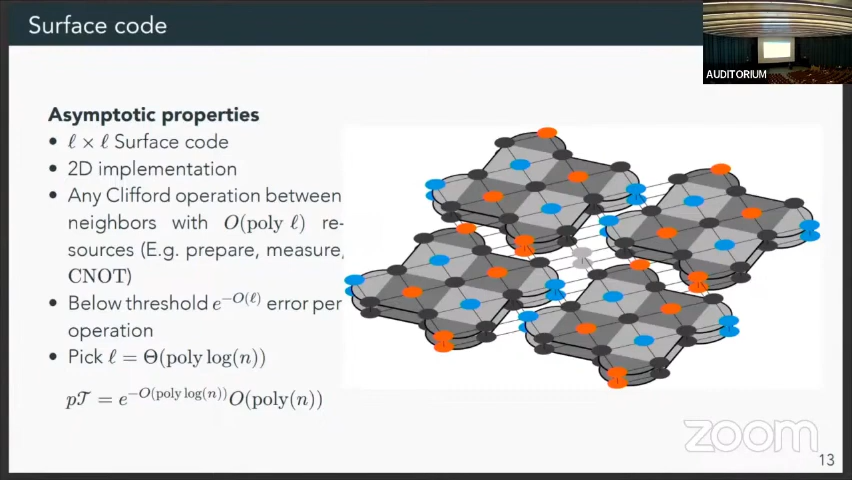 Surface code
AUDITORIUM
Asymptotic properties
• ℓ × ℓ Surface code
• 2D implementation
• Any Clifford operation between
neighbors with O(poly ℓ) re-
sources (E.g. prepare, measure,
CNOT)
• Below threshold e^{-O(ℓ)} error per
operation
• Pick ℓ = Θ(poly log(n))
p𝒯 = e^{-O(poly log(n))}O(poly(n))
zoom
13